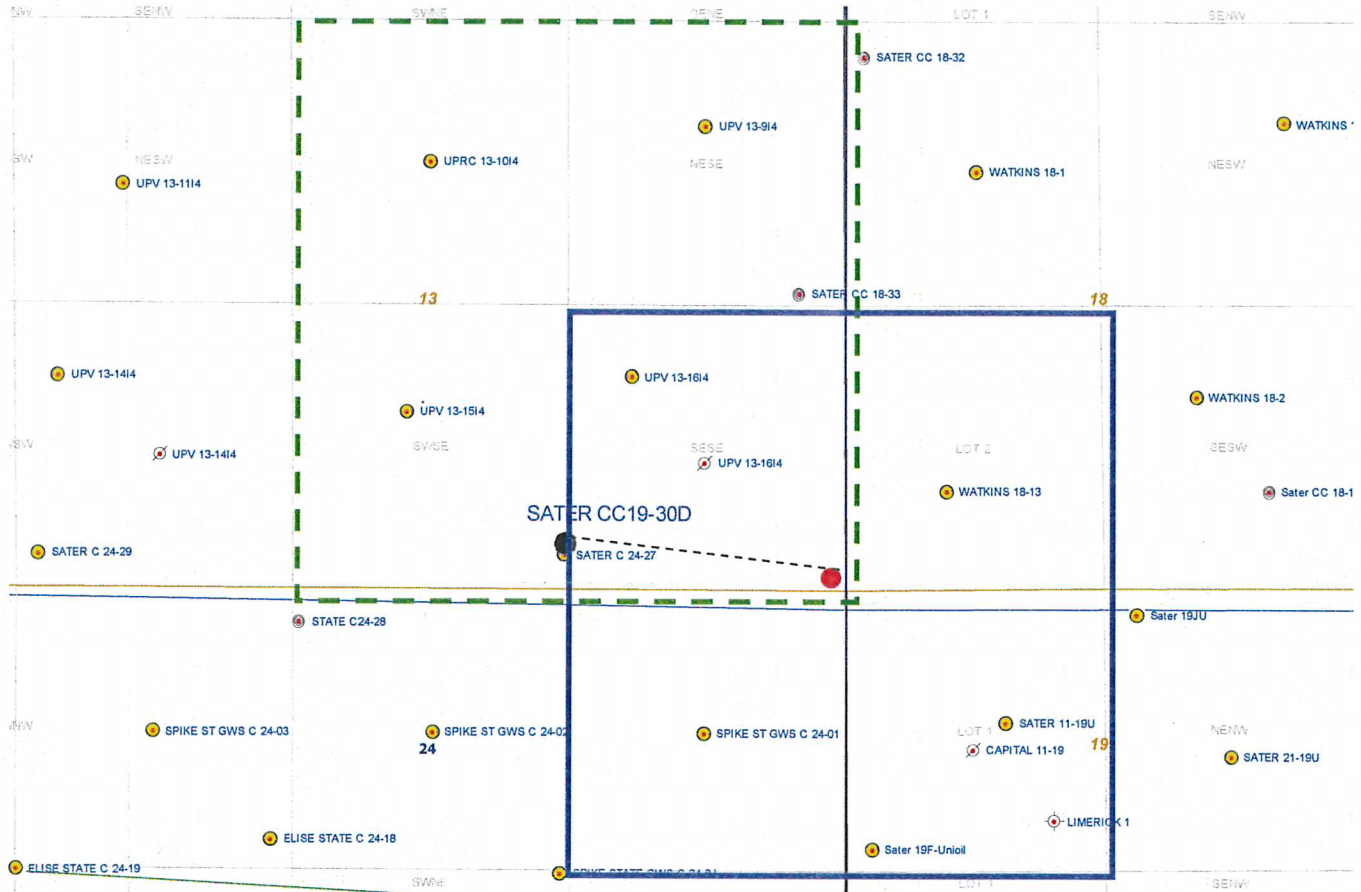 NW
SENW
SWNE
SENE
LOT 1
SENW
SATER CC 18-32
UPV 13-9I4
WATKINS 1
SW
NESW
UPRC 13-10I4
NESE
WATKINS 18-1
NESW
UPV 13-11I4
13
SATER CC 18-33
18
UPV 13-14I4
UPV 13-16I4
WATKINS 18-2
UPV 13-15I4
SWSE
SESE
LOT 2
SESW
UPV 13-14I4
UPV 13-16I4
WATKINS 18-13
Sater CC 18-1
SATER CC19-30D
SATER C 24-29
SATER C 24-27
STATE C24-28
Sater 19JU
SPIKE ST GWS C 24-03
SPIKE ST GWS C 24-02
SPIKE ST GWS C 24-01
LOT 1
SATER 11-19U
NENW
24
CAPITAL 11-19
19
SATER 21-19U
LIMERICK 1
ELISE STATE C 24-18
Sater 19F-Unioil
ELISE STATE C 24-19
SPIKE STATE GWS C
SWNE
LOT 1
SENW